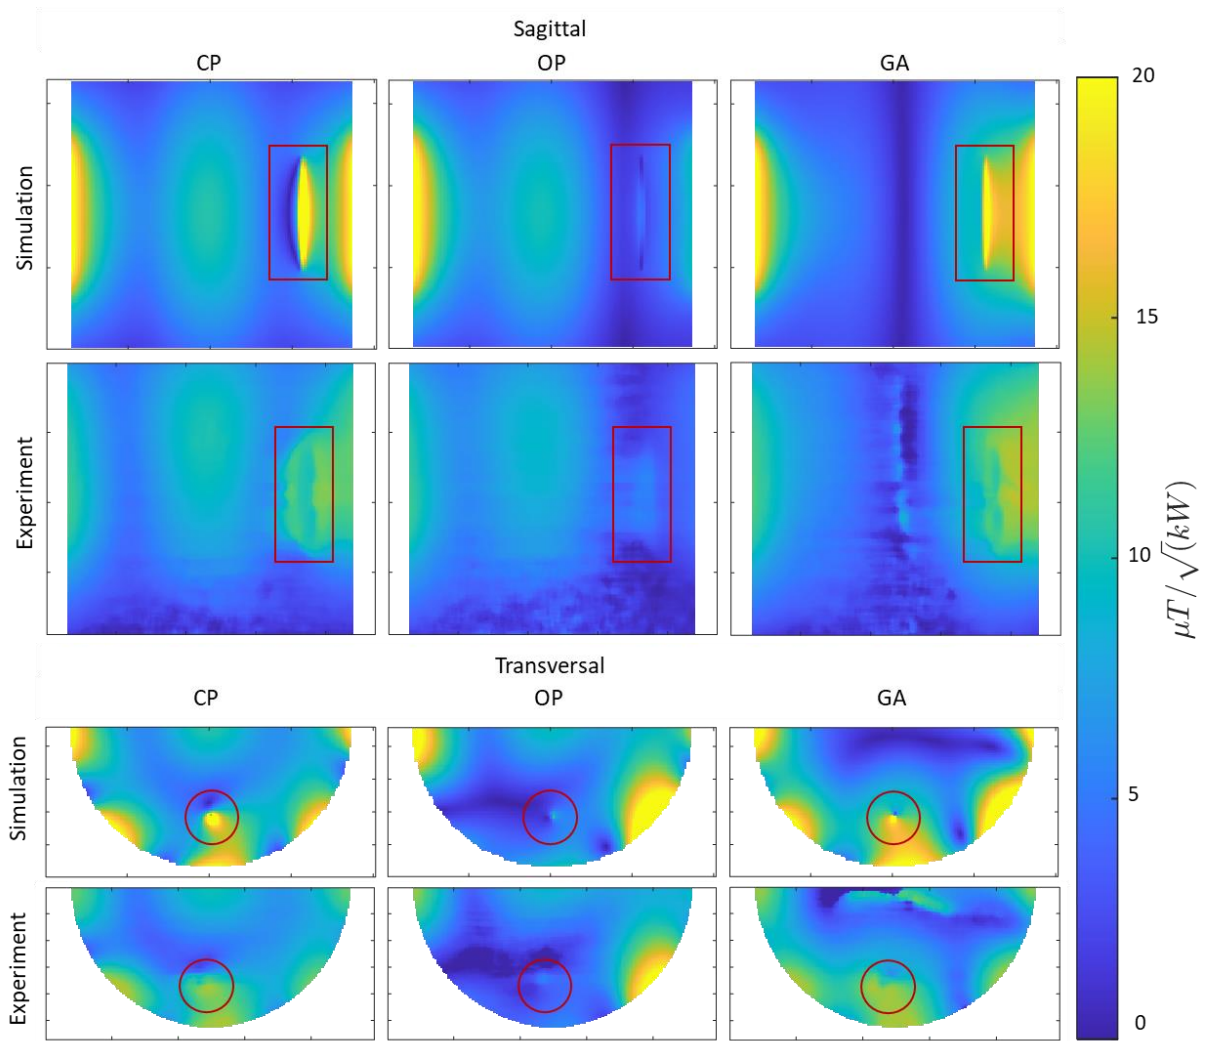 Sagittal
CP OP GA
Simulation
Experiment
Transversal
CP OP GA
Simulation
Experiment
20
15
10
5
0
μT/√(kW)